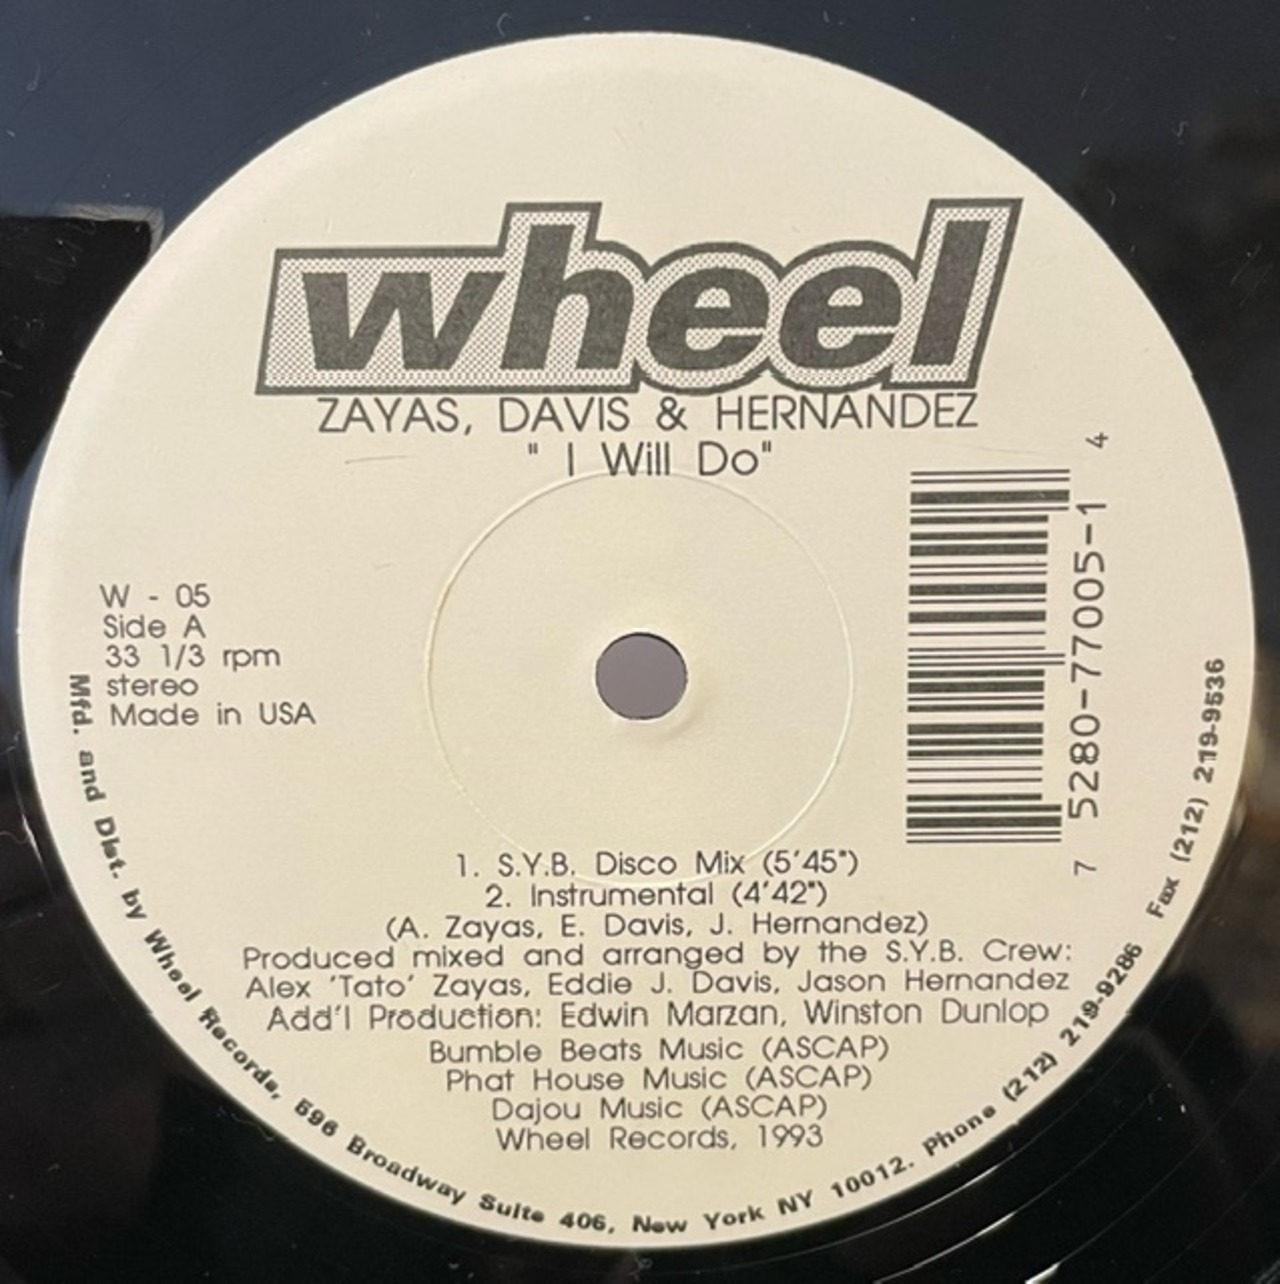 wheel
ZAYAS, DAVIS & HERNANDEZ
" I Will Do"
W - 05
Side A
33 1/3 rpm
stereo
Made in USA
7 5280-77005-1 4
1. S.Y.B. Disco Mix (5'45")
2. Instrumental (4'42")
(A. Zayas, E. Davis, J. Hernandez)
Produced mixed and arranged by the S.Y.B. Crew:
Alex 'Tato' Zayas, Eddie J. Davis, Jason Hernandez
Add'l Production: Edwin Marzan, Winston Dunlop
Bumble Beats Music (ASCAP)
Phat House Music (ASCAP)
Dajou Music (ASCAP)
Wheel Records, 1993
Mfd. and Dist. by Wheel Records, 596 Broadway Suite 406, New York NY 10012. Phone (212) 219-9286 Fax (212) 219-9536